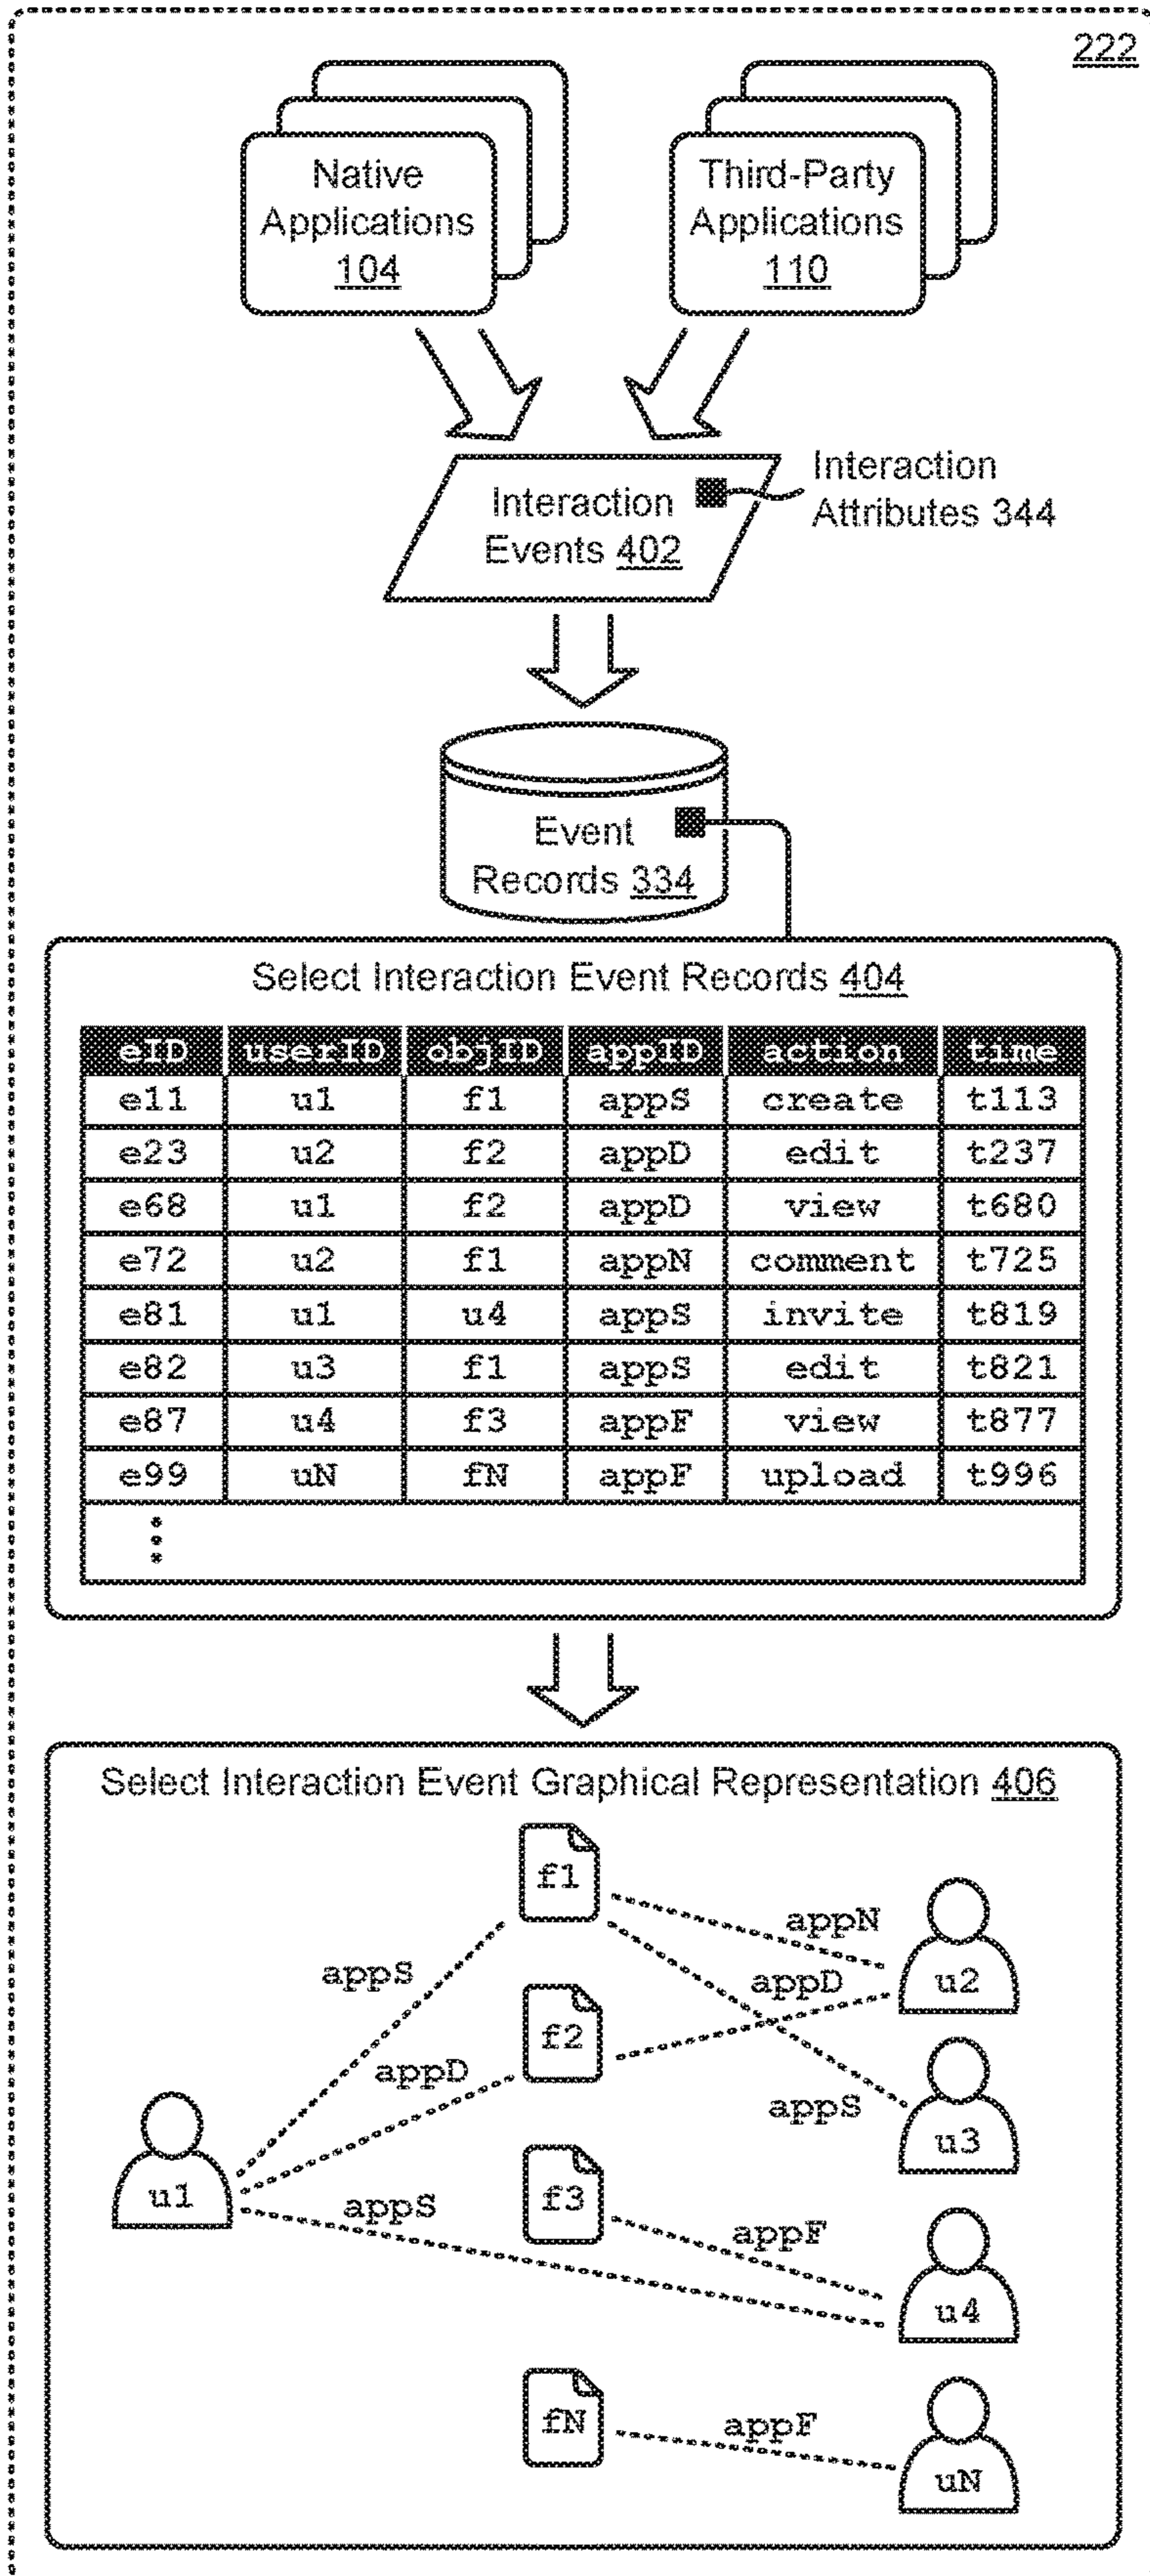 222
Native
Applications
104
Third-Party
Applications
110
Interaction
Events 402
Interaction
Attributes 344
Event
Records 334
Select Interaction Event Records 404
eID userID objID appID action time
e11 u1 f1 appS create t113
e23 u2 f2 appD edit t237
e68 u1 f2 appD view t680
e72 u2 f1 appN comment t725
e81 u1 u4 appS invite t819
e82 u3 f1 appS edit t821
e87 u4 f3 appF view t877
e99 uN fN appF upload t996
Select Interaction Event Graphical Representation 406
f1
appN
appS
u2
appD
f2
appD
appS
u3
u1
f3
appS
appF
u4
fN
appF
uN